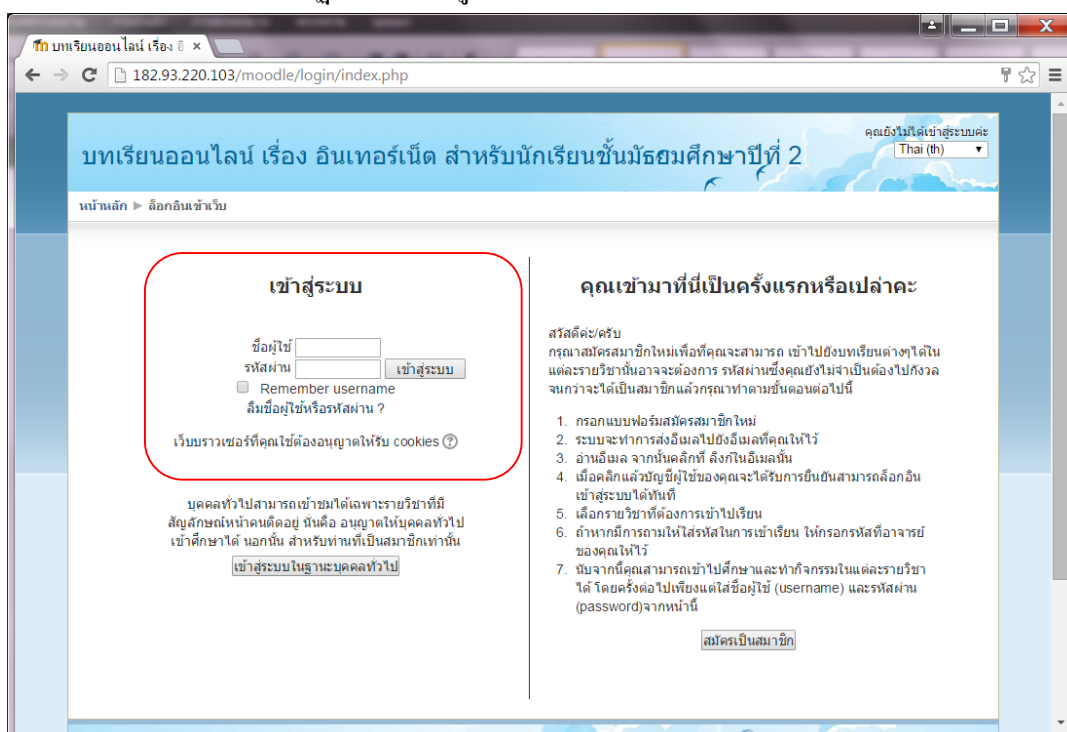 บทเรียนออนไลน์ เรื่อง อิ
182.93.220.103/moodle/login/index.php
คุณยังไม่ได้เข้าสู่ระบบค่ะ
Thai (th)
บทเรียนออนไลน์ เรื่อง อินเทอร์เน็ต สำหรับนักเรียนชั้นมัธยมศึกษาปีที่ 2
หน้าหลัก ► ล็อกอินเข้าเว็บ
เข้าสู่ระบบ
ชื่อผู้ใช้
รหัสผ่าน เข้าสู่ระบบ
Remember username
ลืมชื่อผู้ใช้หรือรหัสผ่าน ?
เว็บบราวเซอร์ที่คุณใช้ต้องอนุญาตให้รับ cookies
บุคคลทั่วไปสามารถเข้าชมได้เฉพาะรายวิชาที่มี
สัญลักษณ์หน้าคนติดอยู่ นั่นคือ อนุญาตให้บุคคลทั่วไป
เข้าศึกษาได้ นอกนั้น สำหรับท่านที่เป็นสมาชิกเท่านั้น
เข้าสู่ระบบในฐานะบุคคลทั่วไป
คุณเข้ามาที่นี่เป็นครั้งแรกหรือเปล่าคะ
สวัสดีค่ะ/ครับ
กรุณาสมัครสมาชิกใหม่เพื่อที่คุณจะสามารถ เข้าไปยังบทเรียนต่างๆได้ใน
แต่ละรายวิชานั้นอาจจะต้องการ รหัสผ่านซึ่งคุณยังไม่จำเป็นต้องไปกังวล
จนกว่าจะได้เป็นสมาชิกแล้วกรุณาทำตามขั้นตอนต่อไปนี้
1. กรอกแบบฟอร์มสมัครสมาชิกใหม่
2. ระบบจะทำการส่งอีเมลไปยังอีเมลที่คุณให้ไว้
3. อ่านอีเมล จากนั้นคลิกที่ ลิงก์ในอีเมลนั้น
4. เมื่อคลิกแล้วบัญชีผู้ใช้ของคุณจะได้รับการยืนยันสามารถล็อกอิน
เข้าสู่ระบบได้ทันที
5. เลือกรายวิชาที่ต้องการเข้าไปเรียน
6. ถ้าหากมีการถามให้ใส่รหัสในการเข้าเรียน ให้กรอกรหัสที่อาจารย์
ของคุณให้ไว้
7. นับจากนี้คุณสามารถเข้าไปศึกษาและทำกิจกรรมในแต่ละรายวิชา
ได้ โดยครั้งต่อไปเพียงแต่ใส่ชื่อผู้ใช้ (username) และรหัสผ่าน
(password)จากหน้านี้
สมัครเป็นสมาชิก